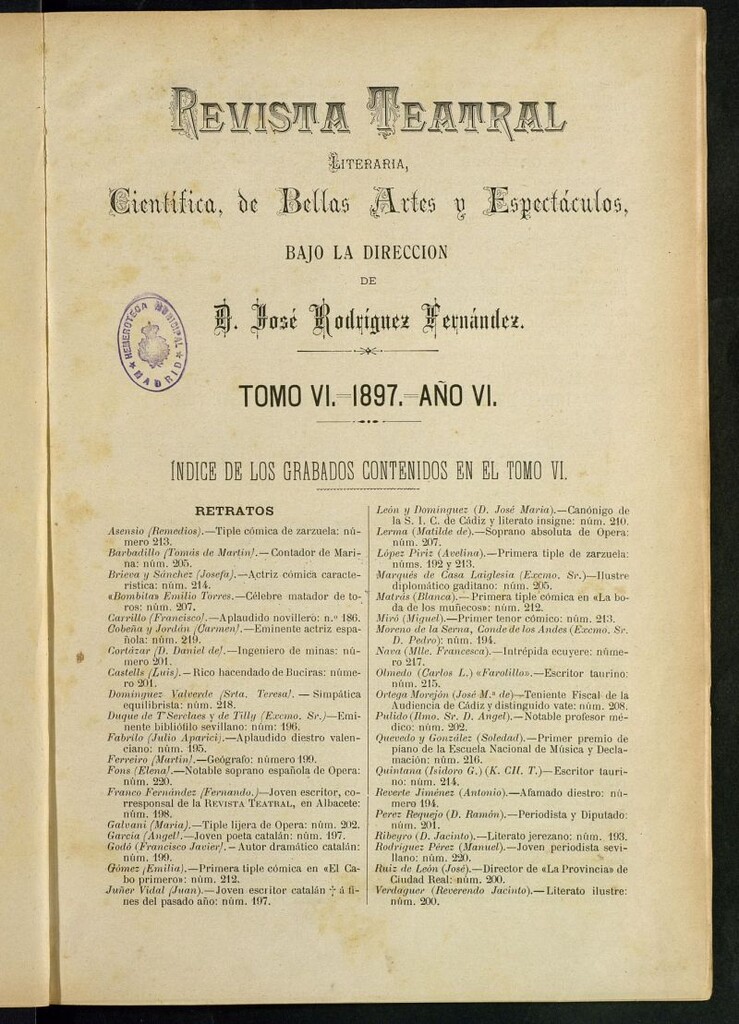 REVISTA TEATRAL
LITERARIA,
Científica, de Bellas Artes y Espectáculos,
BAJO LA DIRECCION
DE
D. José Rodríguez Fernández.
HEMEROTECA MUNICIPAL
MADRID
TOMO VI.=1897.=AÑO VI.
ÍNDICE DE LOS GRABADOS CONTENIDOS EN EL TOMO VI.
RETRATOS
Asensio (Remedios).—Tiple cómica de zarzuela: nú-
mero 213.
Barbadillo (Tomás de Martin).—Contador de Mari-
na: núm. 205.
Brieva y Sánchez (Josefa).—Actriz cómica caracte-
rística: núm. 214.
«Bombita» Emilio Torres.—Célebre matador de to-
ros: núm. 207.
Carrillo (Francisco).—Aplaudido novillero: n.º 186.
Cobeña y Jordán (Carmen).—Eminente actriz espa-
ñola: núm. 219.
Cortázar (D. Daniel de).—Ingeniero de minas: núm.
número 201.
Castells (Luis).—Rico hacendado de Buciras: núme-
ro 201.
Domínguez Valverde (Srta. Teresa).—Simpática
equilibrista: núm. 218.
Duque de T'Serclaes y de Tilly (Excmo. Sr.)—Emi-
nente bibliófilo sevillano: núm. 196.
Fabrilo (Julio Aparici).—Aplaudido diestro valen-
ciano: núm. 195.
Ferreiro (Martin).—Geógrafo: número 199.
Fons (Elena).—Notable soprano española de Opera:
núm. 220.
Franco Fernández (Fernando.)—Joven escritor, co-
rresponsal de la REVISTA TEATRAL, en Albacete:
núm. 198.
Galvani (Maria).—Tiple lijera de Opera: núm. 202.
Garcia (Angel).—Joven poeta catalán: núm. 197.
Godó (Francisco Javier).—Autor dramático catalán:
núm. 199.
Gómez (Emilia).—Primera tiple cómica en «El Ca-
bo primero»: núm. 212.
Juñer Vidal (Juan).—Joven escritor catalán † á fi-
nes del pasado año: núm. 197.
León y Dominguez (D. José Maria).—Canónigo de
la S. I. C. de Cádiz y literato insigne: núm. 210.
Lerma (Matilde de).—Soprano absoluta de Opera:
núm. 207.
López Piriz (Avelina).—Primera tiple de zarzuela:
núms. 192 y 213.
Marqués de Casa Laiglesia (Excmo. Sr)—Ilustre
diplomático gaditano: núm. 205.
Matrás (Blanca).—Primera tiple cómica en «La bo-
da de los muñecos»: núm. 212.
Miró (Miguel).—Primer tenor cómico: núm. 213.
Moreno de la Serna, Conde de los Andes (Excmo. Sr.
D. Pedro): núm. 194.
Nava (Mlle. Francesca).—Intrépida ecuyere: núme-
ro 217.
Olmedo (Carlos L.) «Farolillo».—Escritor taurino:
núm. 215.
Ortega Morejón (José M.ª de)—Teniente Fiscal de la
Audiencia de Cádiz y distinguido vate: núm. 208.
Pulido (Ilmo. Sr. D. Angel).—Notable profesor mé-
dico: núm. 202.
Quevedo y González (Soledad).—Primer premio de
piano de la Escuela Nacional de Música y Decla-
mación: núm. 216.
Quintana (Isidoro G.) (K. CH. T.)—Escritor tauri-
no: núm. 214.
Reverte Jiménez (Antonio).—Afamado diestro: nú-
mero 194.
Perez Requejo (D. Ramón).—Periodista y Diputado:
núm. 201.
Ribeyro (D. Jacinto).—Literato jerezano: núm. 193.
Rodríguez Pérez (Manuel).—Joven periodista sevi-
llano: núm. 220.
Ruiz de León (José).—Director de «La Provincia» de
Ciudad Real: núm. 200.
Verdaguer (Reverendo Jacinto).—Literato ilustre:
núm. 200.